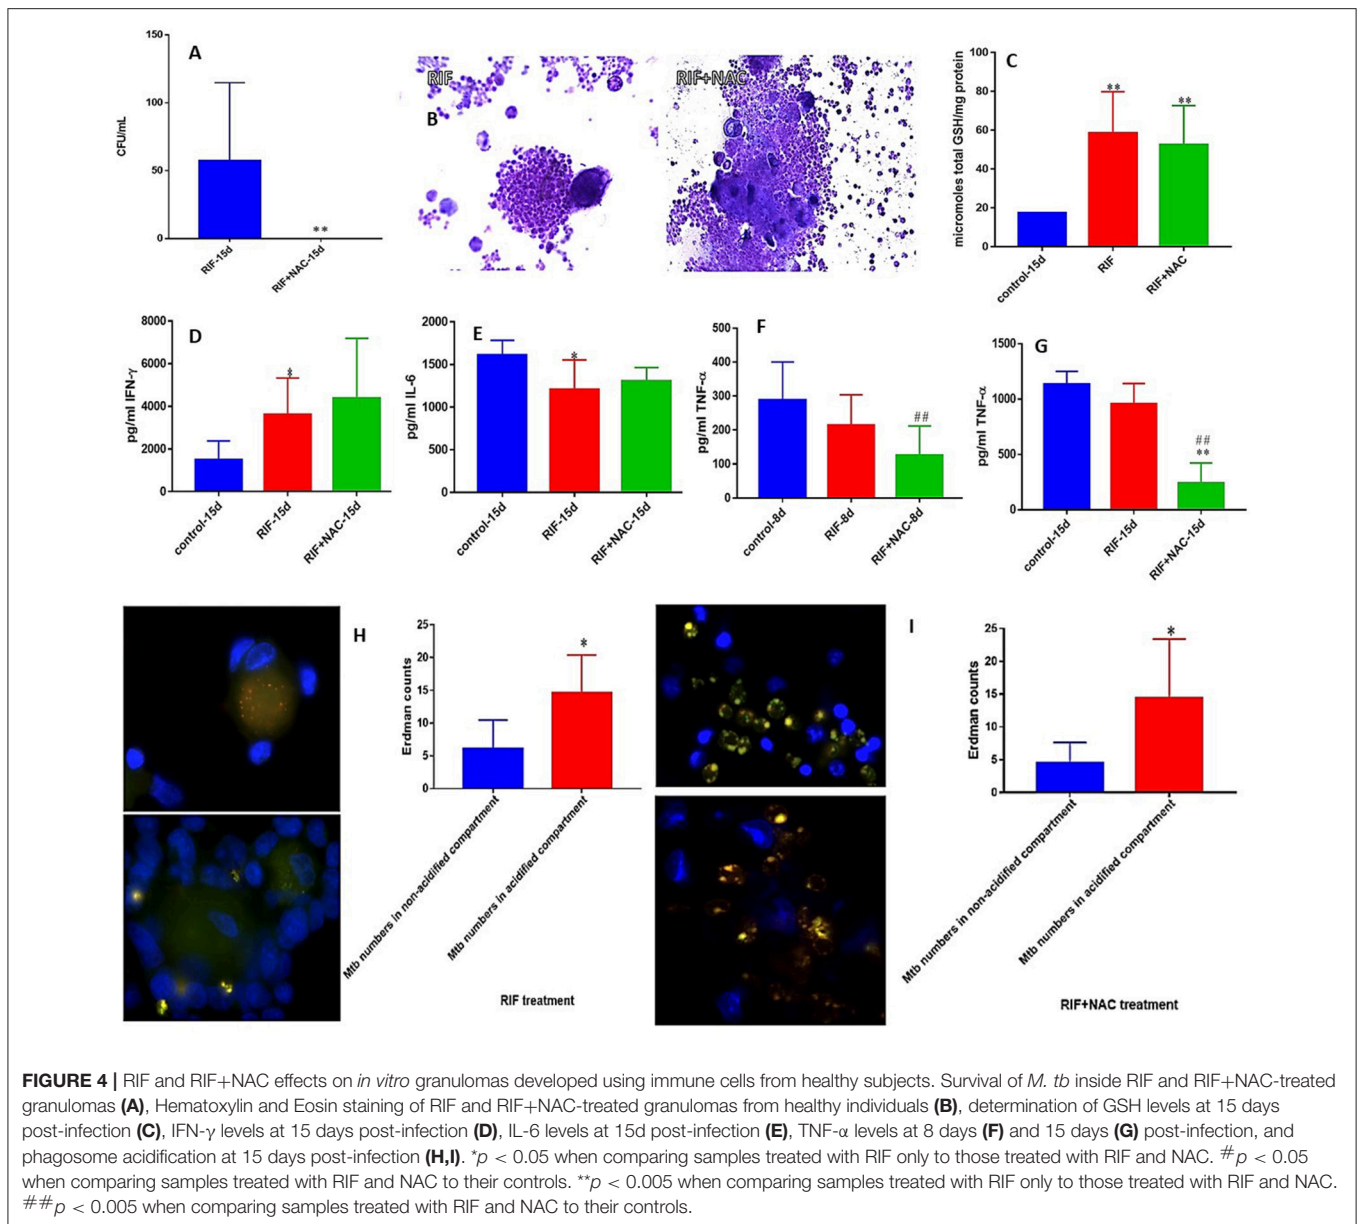 A
150
100
50
0
CFU/mL
**
RIF-15d
RIF+NAC-15d
RIF
RIF+NAC
B
C
100
80
60
40
20
0
micromoles total GSH/mg protein
**
**
control-15d
RIF
RIF+NAC
D
8000
6000
4000
2000
0
pg/ml IFN-γ
control-15d
RIF-15d
RIF+NAC-15d
E
2000
1500
1000
500
0
pg/ml IL-6
*
control-15d
RIF-15d
RIF+NAC-15d
F
500
400
300
200
100
0
pg/ml TNF-α
##
control-8d
RIF-8d
RIF+NAC-8d
G
1500
1000
500
0
pg/ml TNF-α
##
**
control-15d
RIF-15d
RIF+NAC-15d
H
25
20
15
10
5
0
Erdman counts
*
Mtb numbers in non-acidified compartment
Mtb numbers in acidified compartment
RIF treatment
I
25
20
15
10
5
0
Erdman counts
*
Mtb numbers in non-acidified compartment
Mtb numbers in acidified compartment
RIF+NAC treatment
FIGURE 4 | RIF and RIF+NAC effects on in vitro granulomas developed using immune cells from healthy subjects. Survival of M. tb inside RIF and RIF+NAC-treated
granulomas (A), Hematoxylin and Eosin staining of RIF and RIF+NAC-treated granulomas from healthy individuals (B), determination of GSH levels at 15 days
post-infection (C), IFN-γ levels at 15 days post-infection (D), IL-6 levels at 15d post-infection (E), TNF-α levels at 8 days (F) and 15 days (G) post-infection, and
phagosome acidification at 15 days post-infection (H,I). *p < 0.05 when comparing samples treated with RIF only to those treated with RIF and NAC. #p < 0.05
when comparing samples treated with RIF and NAC to their controls. **p < 0.005 when comparing samples treated with RIF only to those treated with RIF and NAC.
##p < 0.005 when comparing samples treated with RIF and NAC to their controls.